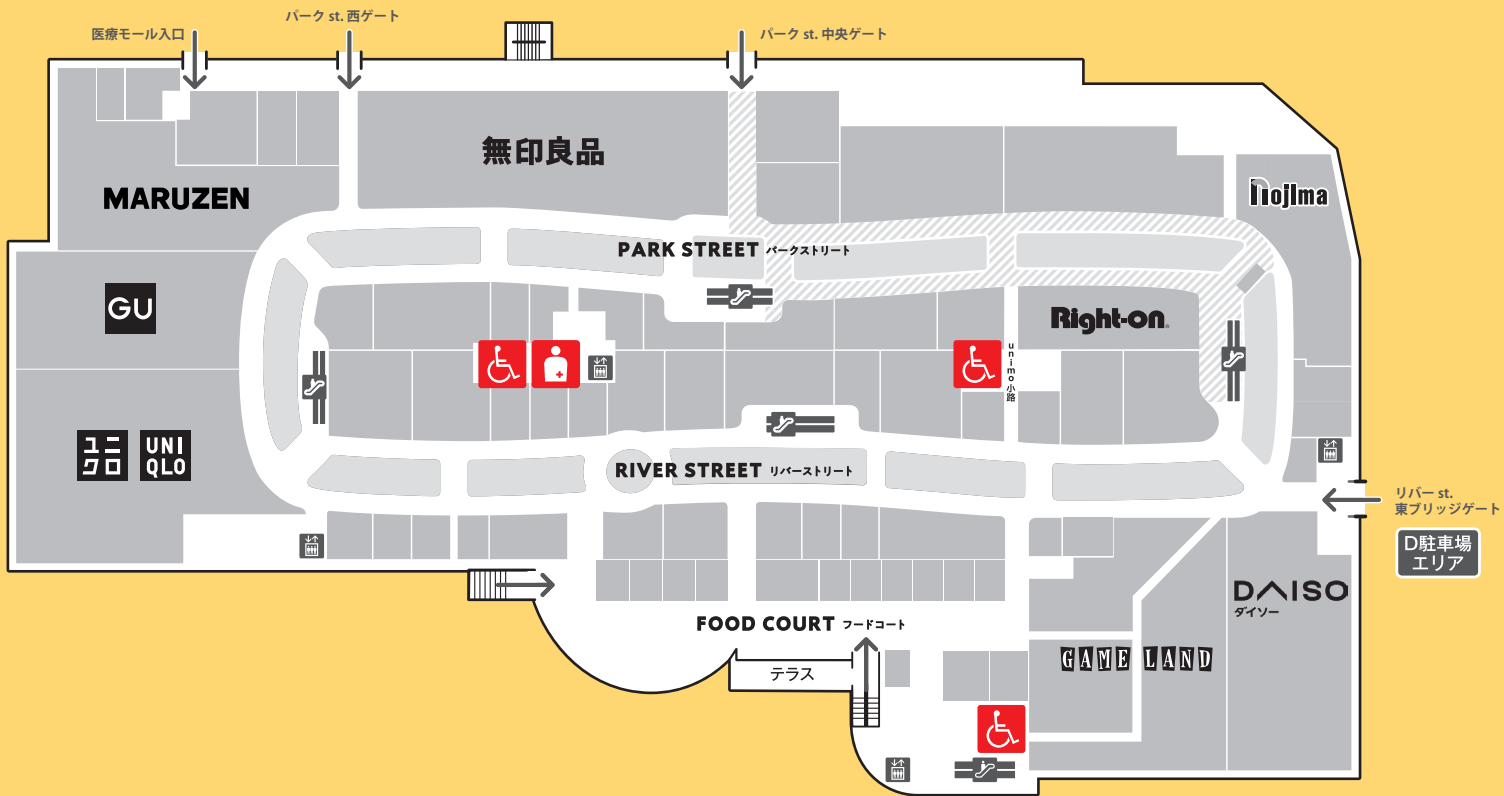 パーク st. 西ゲート
医療モール入口
パーク st. 中央ゲート
無印良品
MARUZEN
nojima
PARK STREET パークストリート
GU
Right-on.
unimo小路
ユニ
クロ
UNI
QLO
RIVER STREET リバーストリート
リバー st.
東ブリッジゲート
D駐車場
エリア
DAISO
ダイソー
FOOD COURT フードコート
GAME LAND
テラス